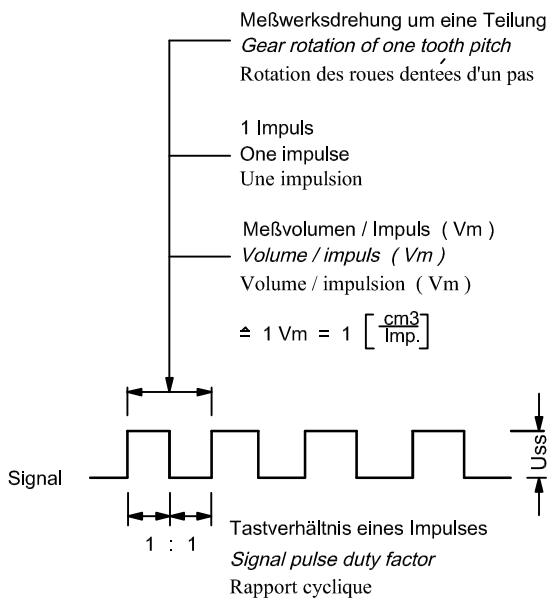 Meßwerksdrehung um eine Teilung
Gear rotation of one tooth pitch
Rotation des roues dentées d'un pas
1 Impuls
One impulse
Une impulsion
Meßvolumen / Impuls ( Vm )
Volume / impuls ( Vm )
Volume / impulsion ( Vm )
≙ 1 Vm = 1 [ cm3 / Imp. ]
Uss
Signal
1 : 1
Tastverhältnis eines Impulses
Signal pulse duty factor
Rapport cyclique